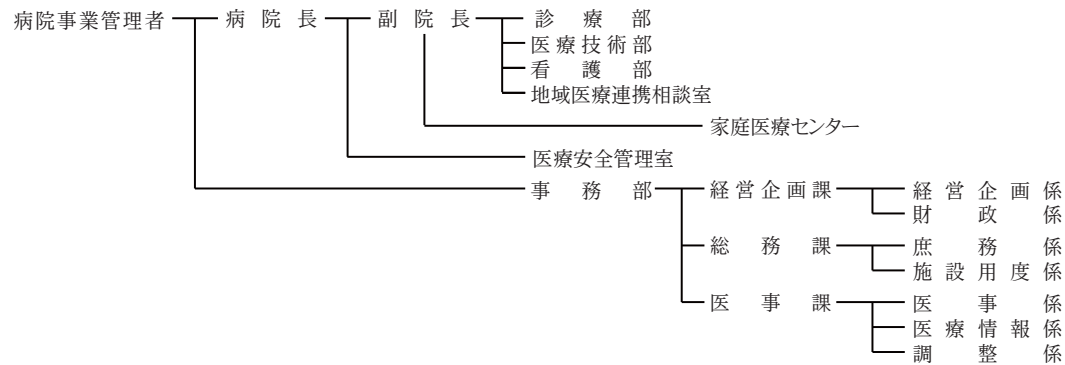 病院事業管理者 病院長 副院長 診療部
医療技術部
看護部
地域医療連携相談室
家庭医療センター
医療安全管理室
事務部 経営企画課 経営企画係
財政係
総務課 庶務係
施設用度係
医事課 医事係
医療情報係
調整係